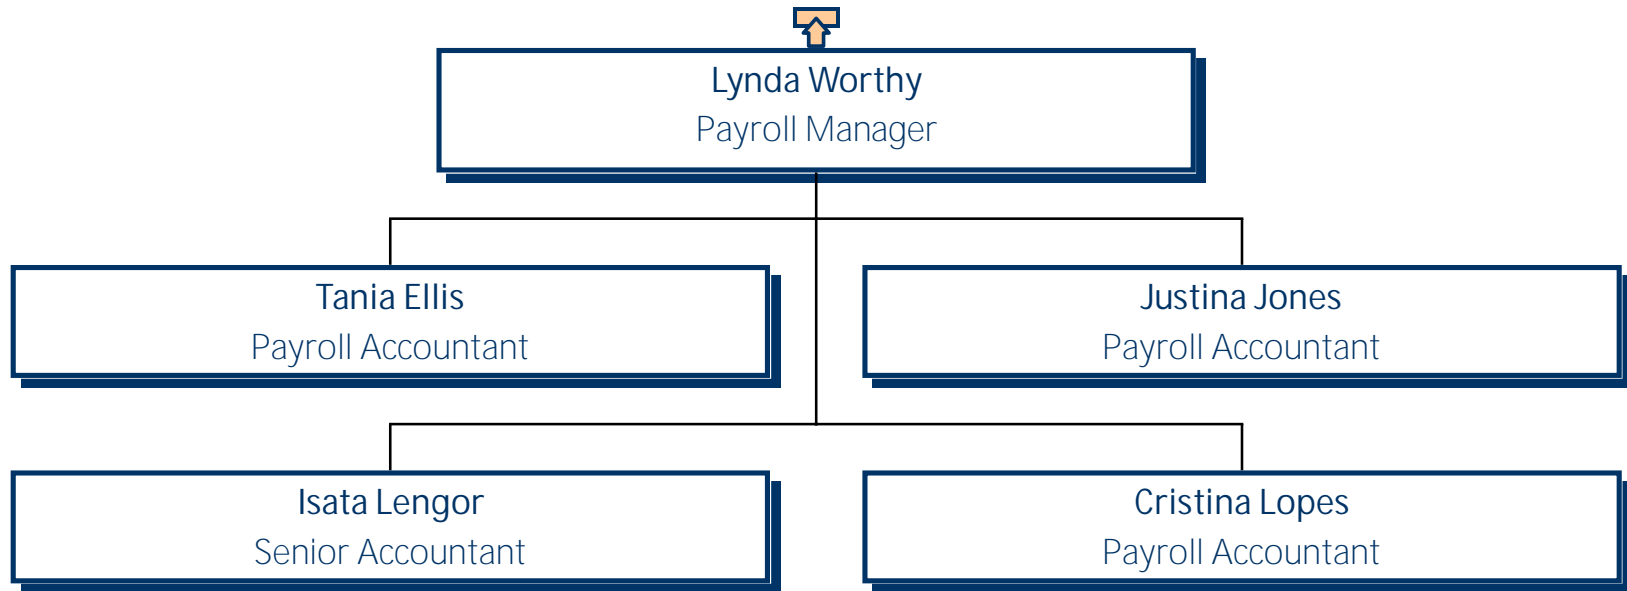 Lynda Worthy
Payroll Manager
Tania Ellis
Payroll Accountant
Justina Jones
Payroll Accountant
Isata Lengor
Senior Accountant
Cristina Lopes
Payroll Accountant